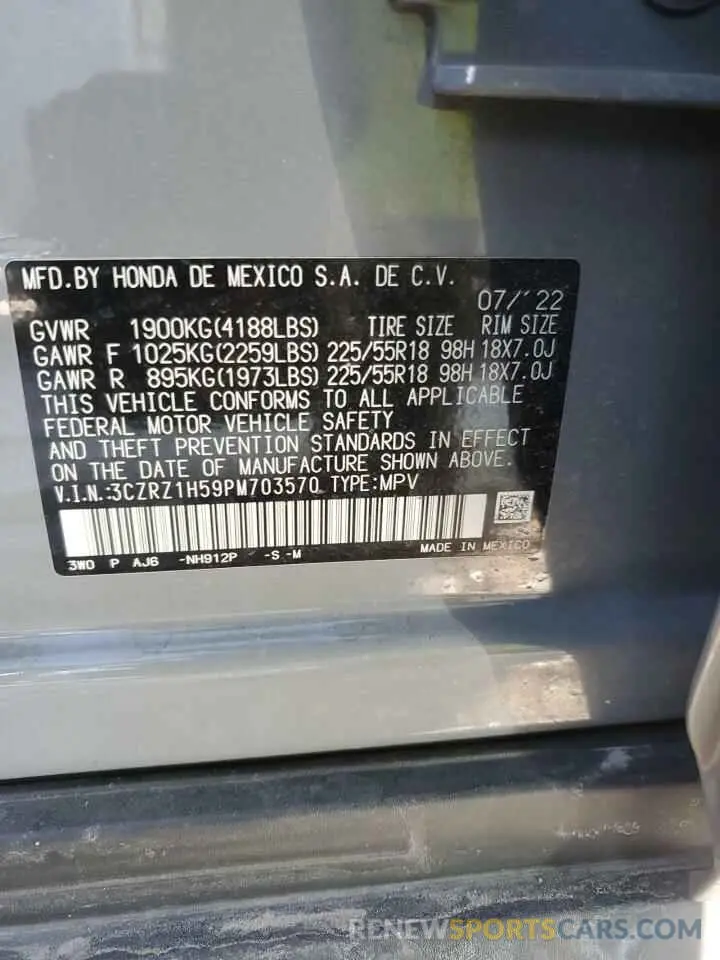 MFD.BY HONDA DE MEXICO S.A. DE C.V.
07/'22
GVWR 1900KG(4188LBS) TIRE SIZE RIM SIZE
GAWR F 1025KG(2259LBS) 225/55R18 98H 18X7.0J
GAWR R 895KG(1973LBS) 225/55R18 98H 18X7.0J
THIS VEHICLE CONFORMS TO ALL APPLICABLE
FEDERAL MOTOR VEHICLE SAFETY
AND THEFT PREVENTION STANDARDS IN EFFECT
ON THE DATE OF MANUFACTURE SHOWN ABOVE.
V.I.N.:3CZRZ1H59PM703570 TYPE:MPV
3W0 P AJ6 -NH912P -S -M MADE IN MEXICO
RENEWSPORTSCARS.COM